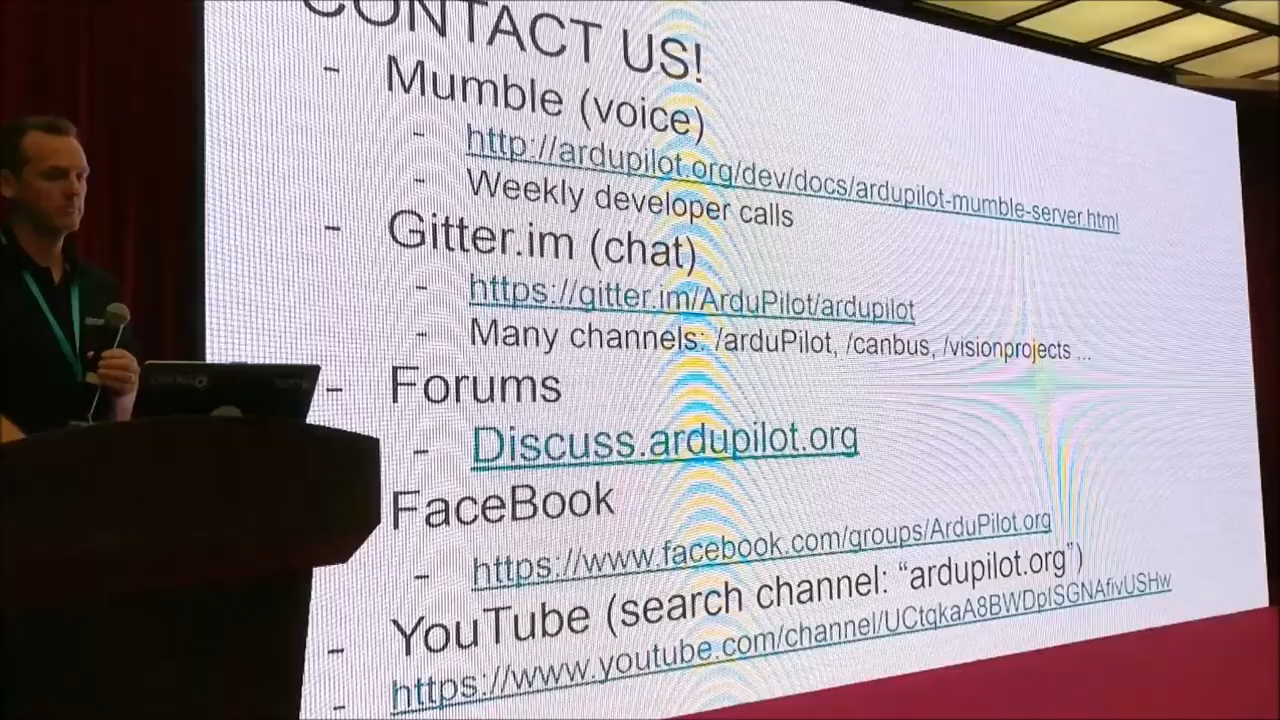 CONTACT US!
- Mumble (voice)
- http://ardupilot.org/dev/docs/ardupilot-mumble-server.html
- Weekly developer calls
- Gitter.im (chat)
- https://gitter.im/ArduPilot/ardupilot
- Many channels: /arduPilot, /canbus, /visionprojects ...
- Forums
- Discuss.ardupilot.org
FaceBook
- https://www.facebook.com/groups/ArduPilot.org
- YouTube (search channel: “ardupilot.org”)
- https://www.youtube.com/channel/UCtqkaA8BWDpISGNAfivUSHw